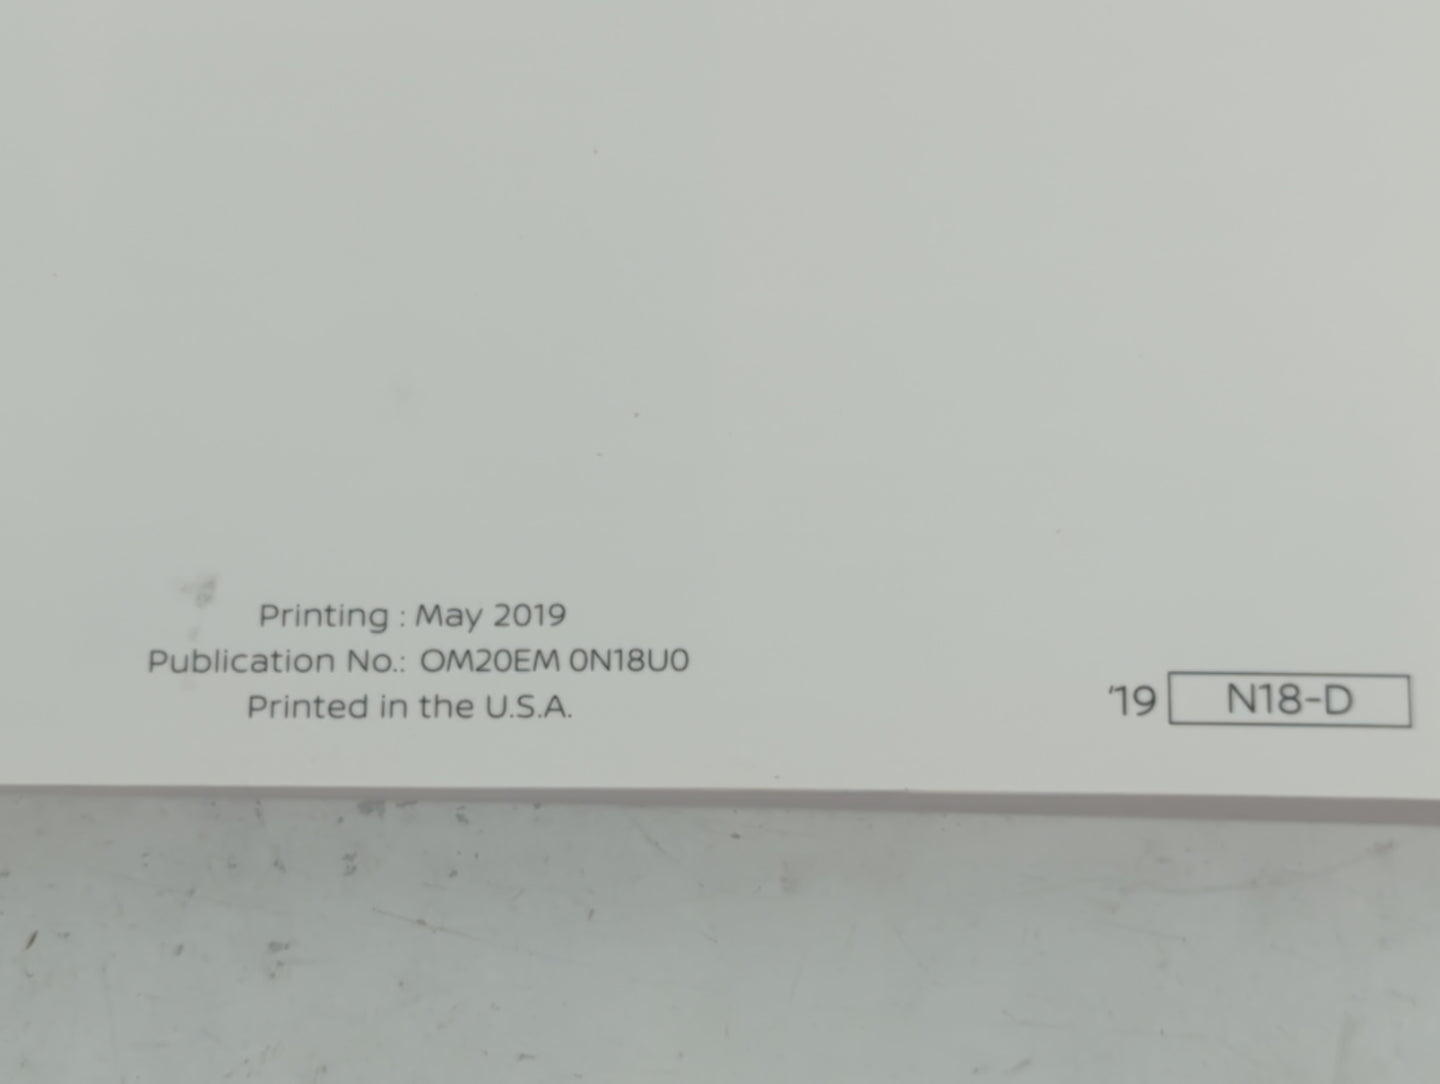 Printing : May 2019
Publication No.: OM20EM 0N18U0
Printed in the U.S.A.
'19 N18-D